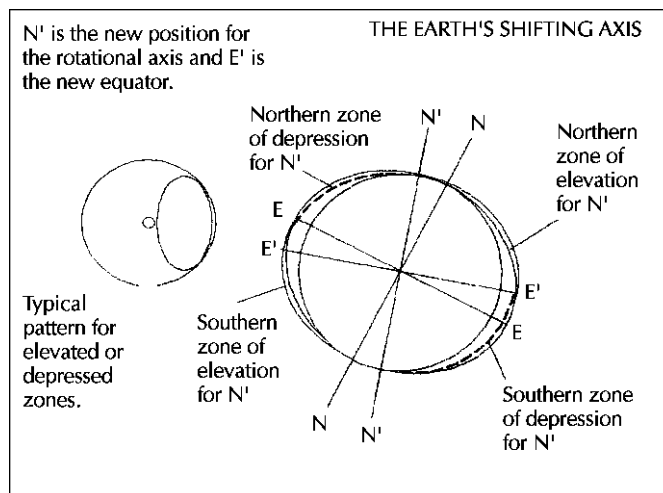 N' is the new position for
the rotational axis and E' is
the new equator.
THE EARTH'S SHIFTING AXIS
Northern zone
of depression
for N'
N'
N
Northern
zone of
elevation
for N'
E
E'
E'
E
Typical
pattern for
elevated or
depressed
zones.
Southern
zone of
elevation
for N'
N
N'
Southern zone
of depression
for N'